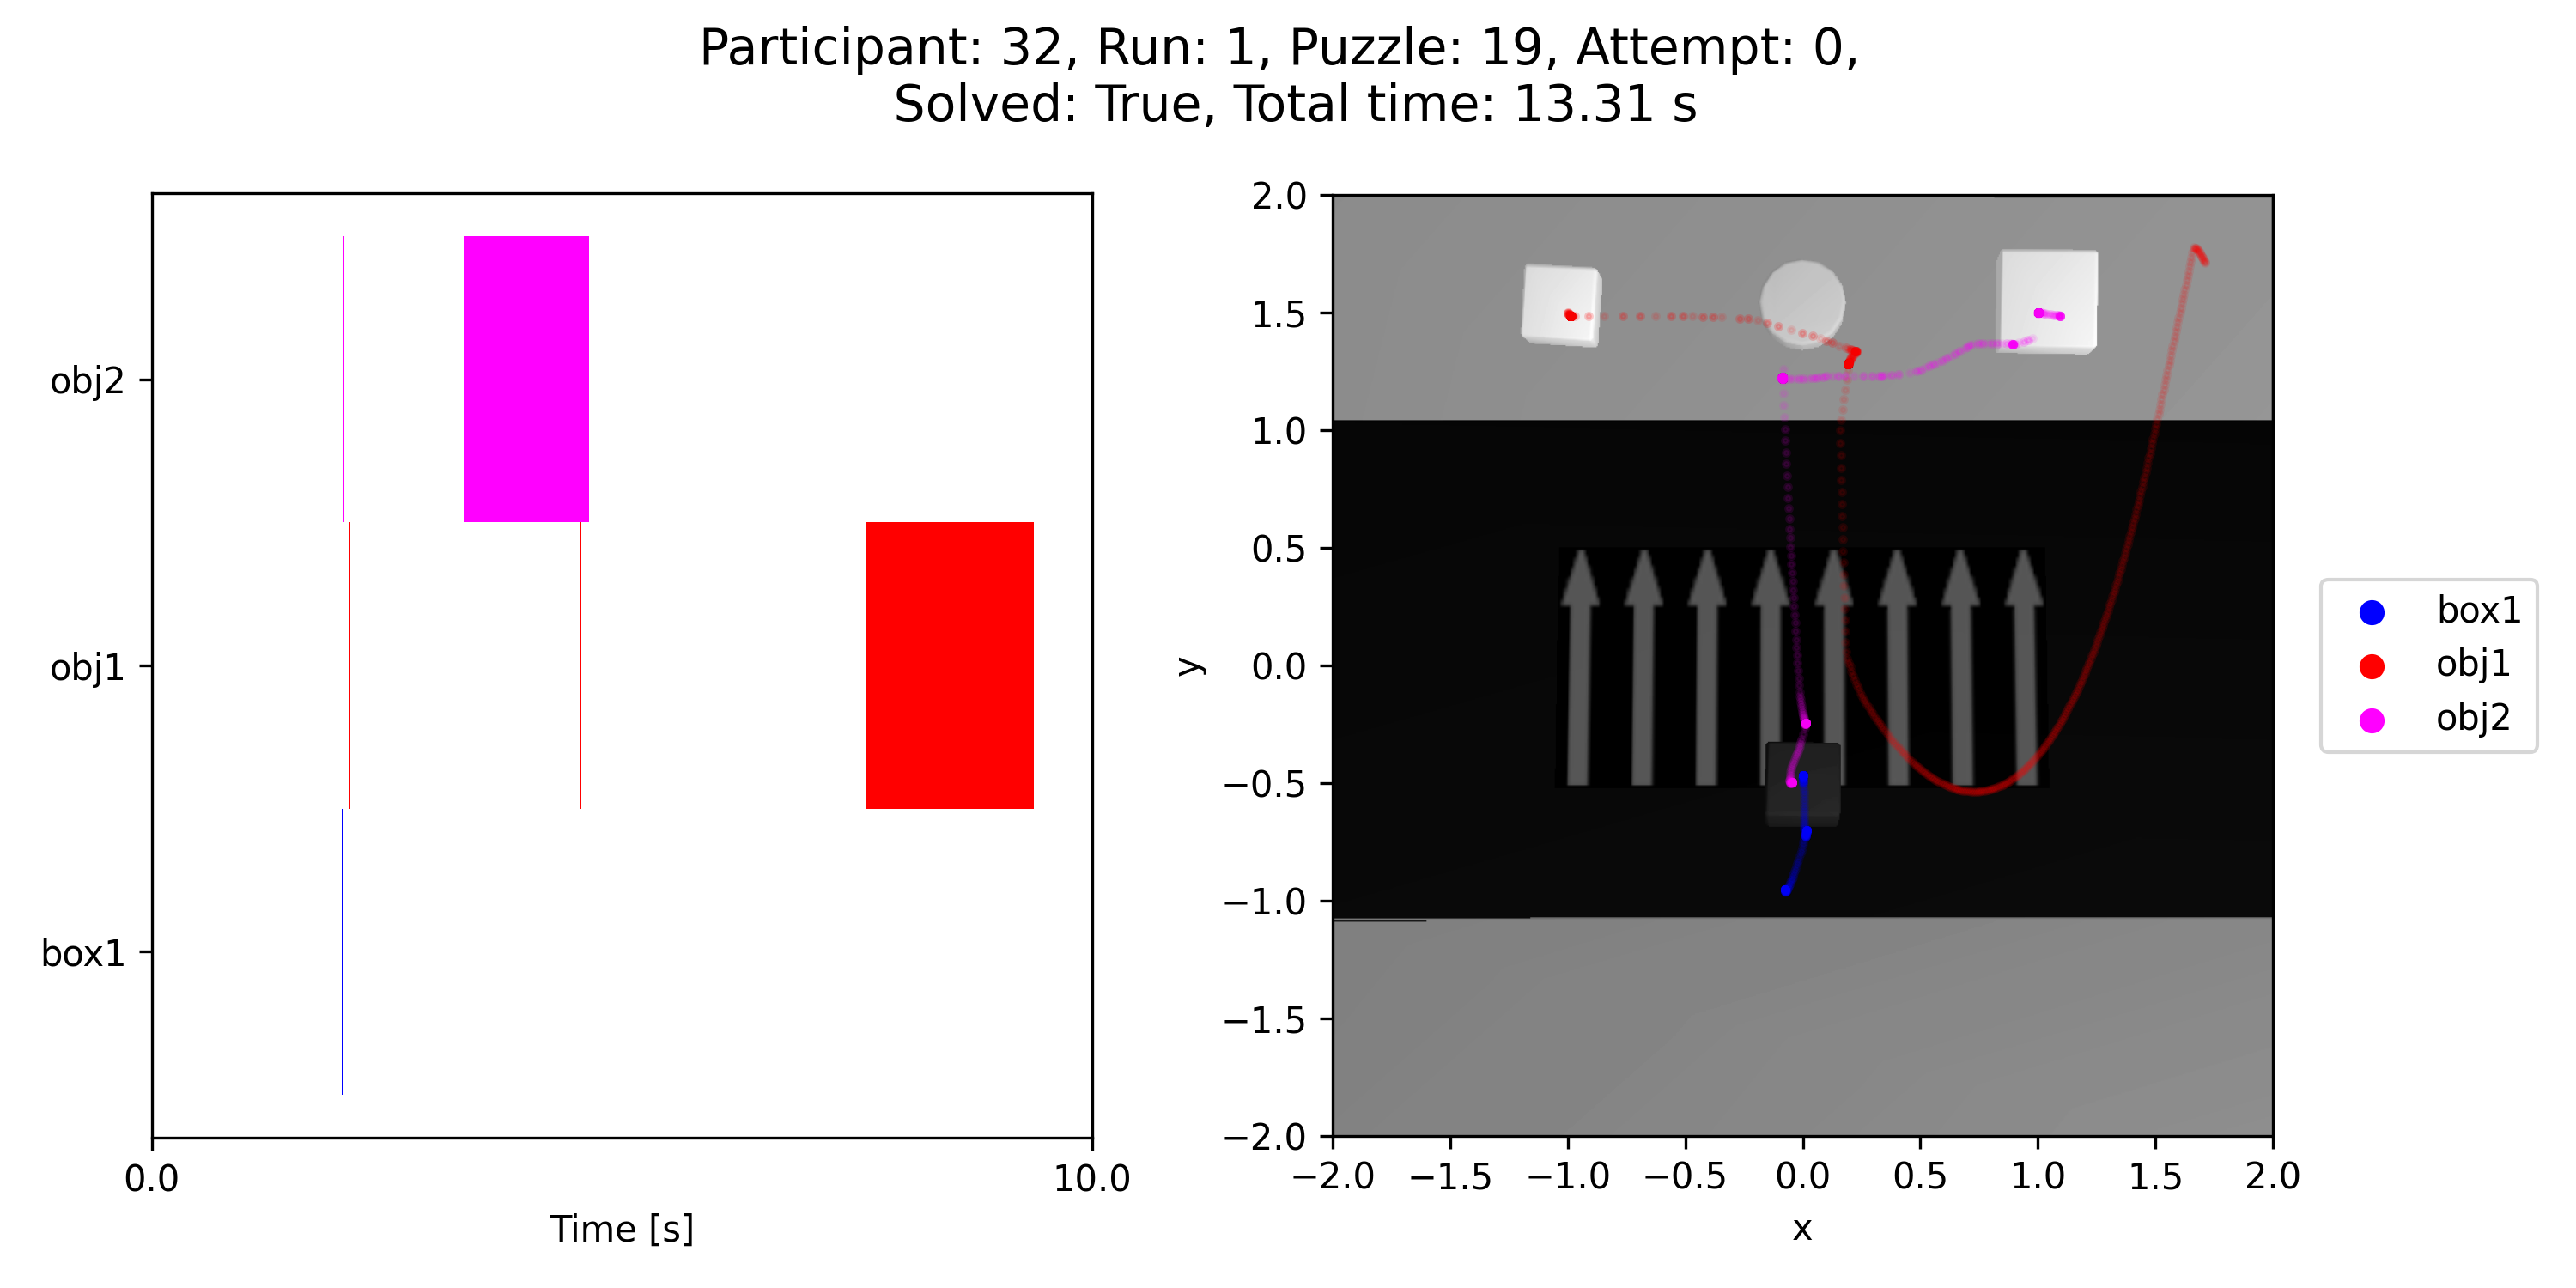 Participant: 32, Run: 1, Puzzle: 19, Attempt: 0,
Solved: True, Total time: 13.31 s
obj2
obj1
box1
0.0
10.0
Time [s]
2.0
1.5
1.0
0.5
0.0
−0.5
−1.0
−1.5
−2.0
y
−2.0
−1.5
−1.0
−0.5
0.0
0.5
1.0
1.5
2.0
x
box1
obj1
obj2